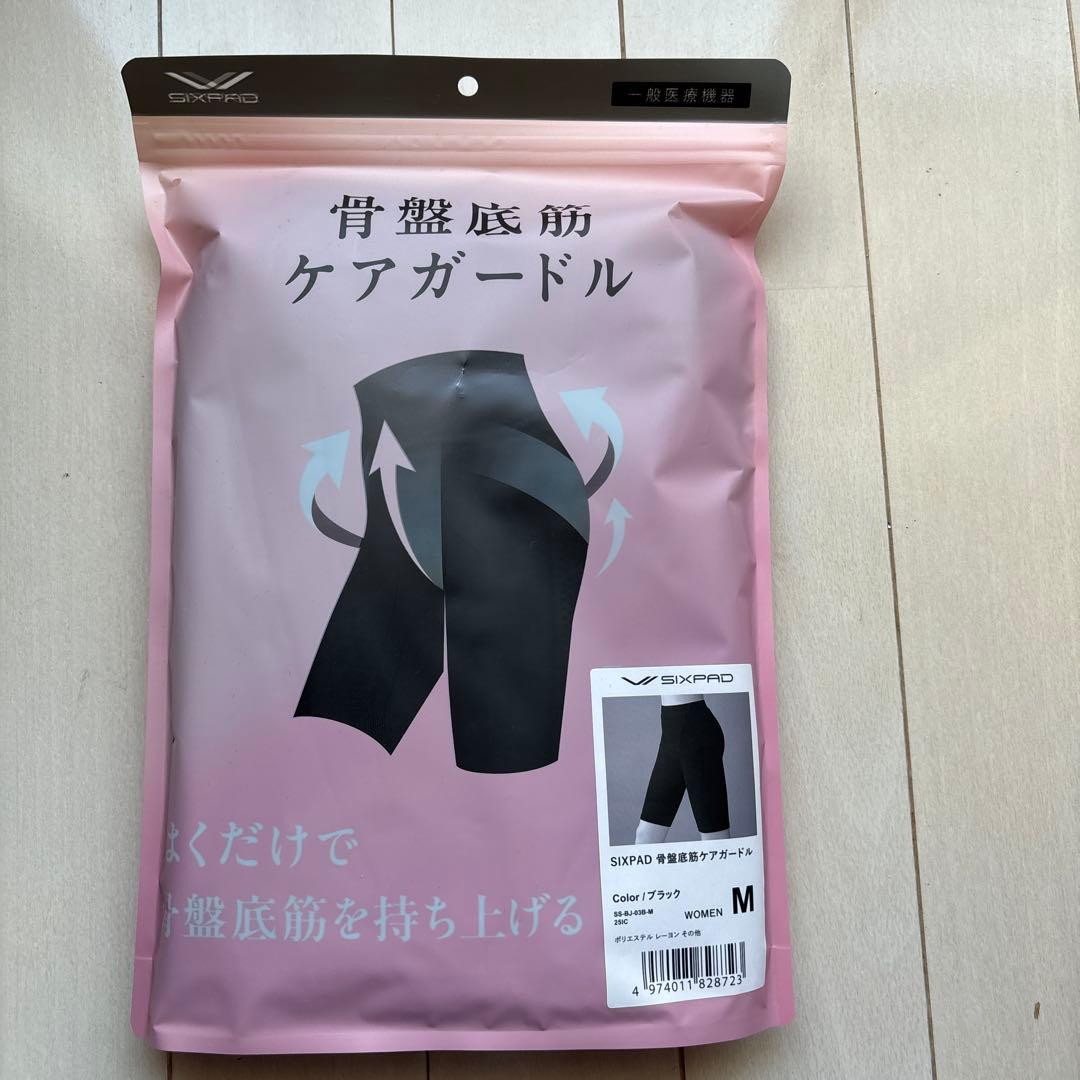 SIXPAD
一般医療機器
骨盤底筋
ケアガードル
はくだけで
骨盤底筋を持ち上げる
SIXPAD
SIXPAD 骨盤底筋ケアガードル
Color / ブラック
SS-BJ-03B-M
25IC
WOMEN M
ポリエステル レーヨン その他
4 974011 828723